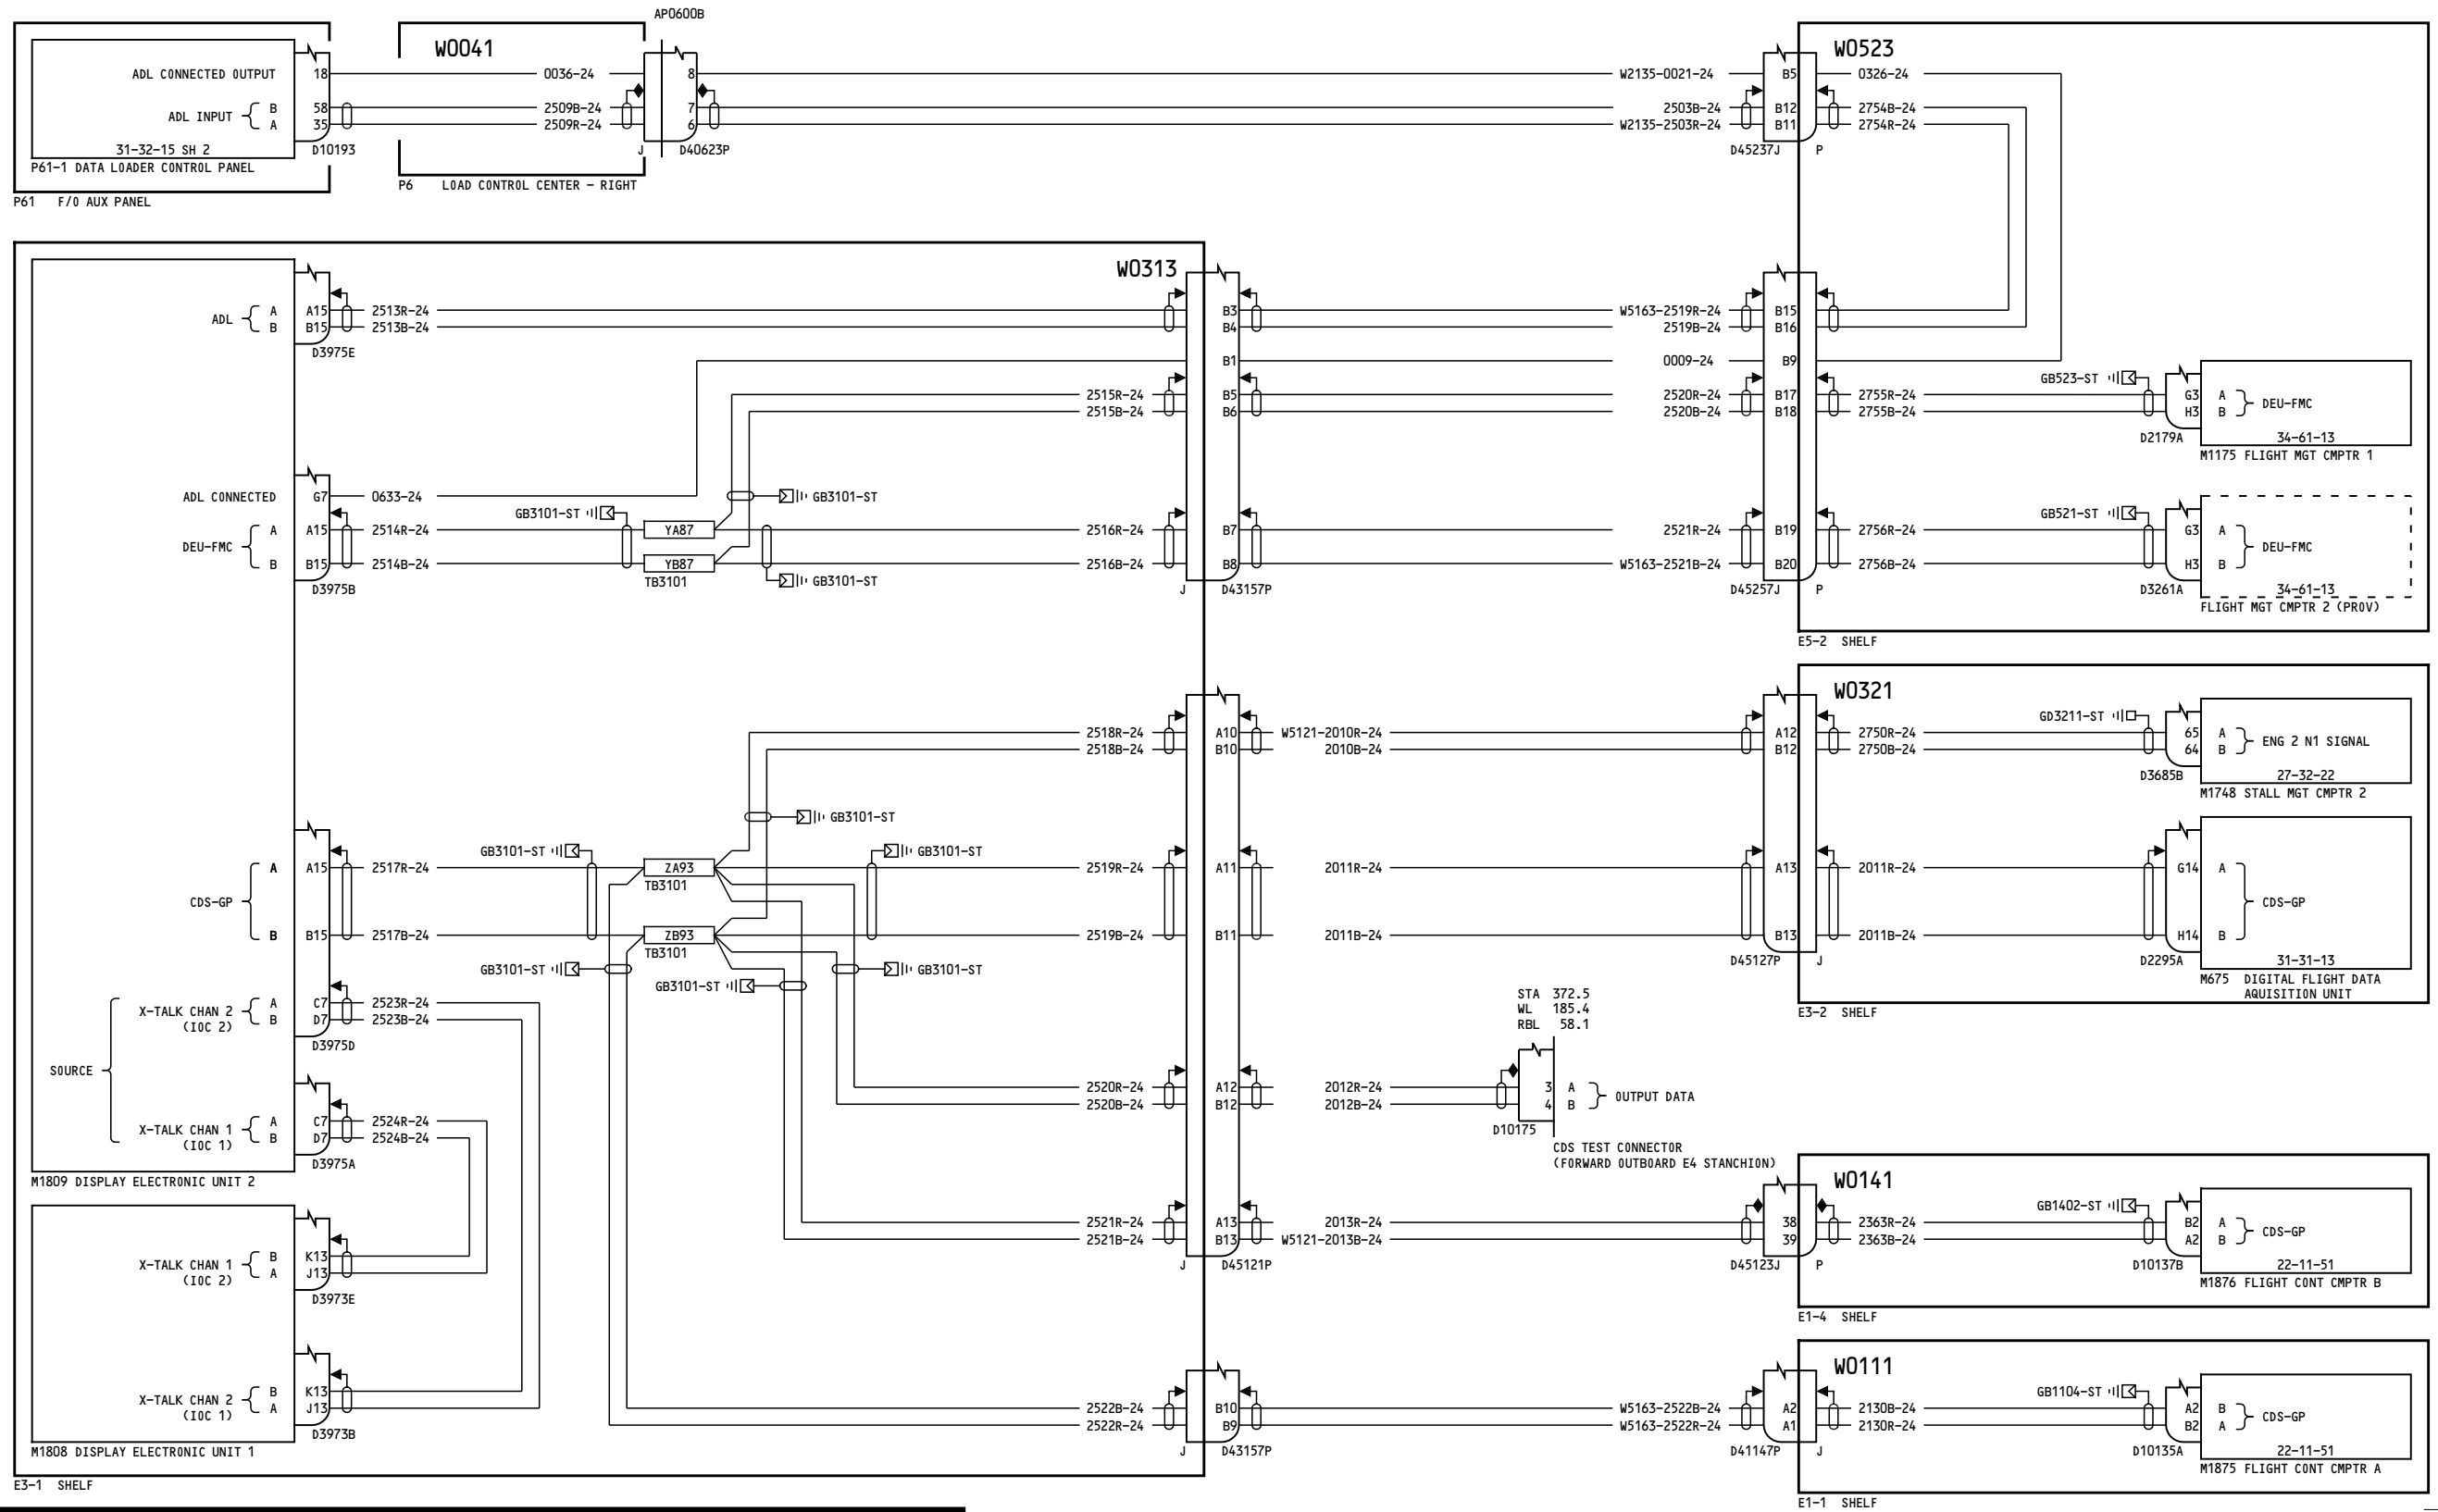 AP0600B
W0041
W0523
ADL CONNECTED OUTPUT 18 0036-24 8 W2135-0021-24 B5 0326-24
ADL INPUT
B 58 2509B-24 7 2503B-24 B12 2754B-24
A 35 2509R-24 6 W2135-2503R-24 B11 2754R-24
31-32-15 SH 2
D10193 J D40623P D45237J P
P61-1 DATA LOADER CONTROL PANEL
P6 LOAD CONTROL CENTER - RIGHT
P61 F/O AUX PANEL
W0313
ADL
A A15 2513R-24 B3 W5163-2519R-24 B15
B B15 2513B-24 B4 2519B-24 B16
D3975E
B1 0009-24 B9
GB523-ST
2515R-24 B5 2520R-24 B17 2755R-24 G3 A
2515B-24 B6 2520B-24 B18 2755B-24 H3 B
DEU-FMC
D2179A
34-61-13
M1175 FLIGHT MGT CMPTR 1
ADL CONNECTED G7 0633-24
GB3101-ST
GB3101-ST
GB521-ST
A A15 2514R-24 YA87 2516R-24 B7 2521R-24 B19 2756R-24 G3 A
DEU-FMC
DEU-FMC
B B15 2514B-24 YB87 2516B-24 B8 W5163-2521B-24 B20 2756B-24 H3 B
TB3101
GB3101-ST
D3975B J D43157P D45257J P D3261A
34-61-13
FLIGHT MGT CMPTR 2 (PROV)
E5-2 SHELF
W0321
GD3211-ST
2518R-24 A10 W5121-2010R-24 A12 2750R-24 65 A
2518B-24 B10 2010B-24 B12 2750B-24 64 B
ENG 2 N1 SIGNAL
D3685B
27-32-22
M1748 STALL MGT CMPTR 2
GB3101-ST
GB3101-ST
GB3101-ST
A A15 2517R-24 ZA93 2519R-24 A11 2011R-24 A13 2011R-24 G14 A
TB3101
CDS-GP
CDS-GP
B B15 2517B-24 ZB93 2519B-24 B11 2011B-24 B13 2011B-24 H14 B
TB3101
D45127P J D2295A
31-31-13
GB3101-ST
GB3101-ST
GB3101-ST
M675 DIGITAL FLIGHT DATA
AQUISITION UNIT
E3-2 SHELF
STA 372.5
WL 185.4
RBL 58.1
X-TALK CHAN 2
(IOC 2)
A C7 2523R-24
B D7 2523B-24
D3975D
SOURCE
2520R-24 A12 2012R-24 3 A
2520B-24 B12 2012B-24 4 B
OUTPUT DATA
D10175
CDS TEST CONNECTOR
(FORWARD OUTBOARD E4 STANCHION)
X-TALK CHAN 1
(IOC 1)
A C7 2524R-24
B D7 2524B-24
D3975A
M1809 DISPLAY ELECTRONIC UNIT 2
W0141
GB1402-ST
2521R-24 A13 2013R-24 38 2363R-24 B2 A
2521B-24 B13 W5121-2013B-24 39 2363B-24 A2 B
CDS-GP
J D45121P D45123J P D10137B
22-11-51
M1876 FLIGHT CONT CMPTR B
E1-4 SHELF
X-TALK CHAN 1
(IOC 2)
B K13
A J13
D3973E
W0111
GB1104-ST
X-TALK CHAN 2
(IOC 1)
B K13
A J13
D3973B
2522B-24 B10 W5163-2522B-24 A2 2130B-24 A2 B
2522R-24 B9 W5163-2522R-24 A1 2130R-24 B2 A
CDS-GP
J D43157P D41147P J D10135A
22-11-51
M1808 DISPLAY ELECTRONIC UNIT 1
M1875 FLIGHT CONT CMPTR A
E3-1 SHELF
E1-1 SHELF